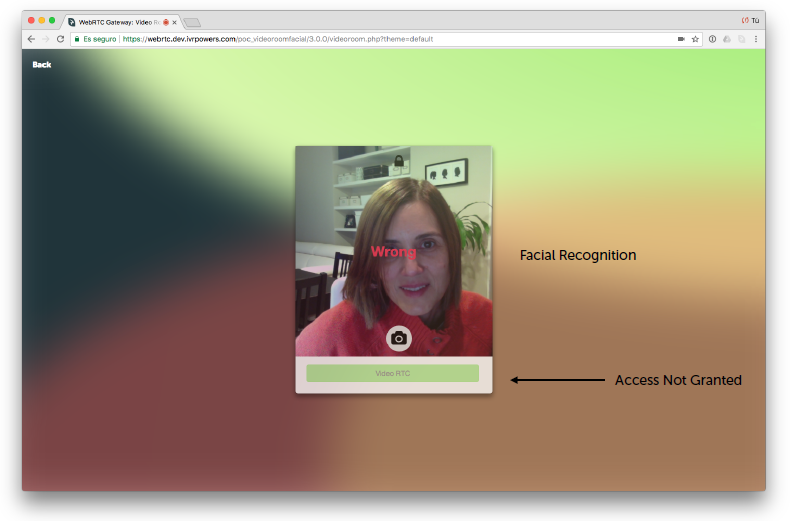 WebRTC Gateway: Video Ro
Tú
Es seguro | https://webrtc.dev.ivrpowers.com/poc_videoroomfacial/3.0.0/videoroom.php?theme=default
Back
Wrong
Facial Recognition
Video RTC
Access Not Granted